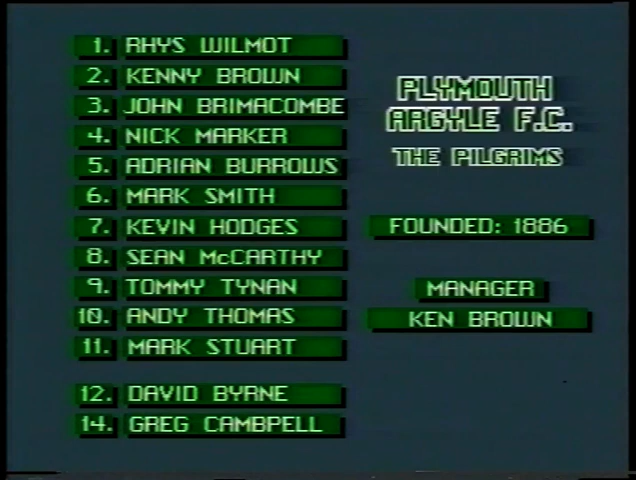 1. RHYS WILMOT
2. KENNY BROWN
3. JOHN BRIMACOMBE
4. NICK MARKER
5. ADRIAN BURROWS
6. MARK SMITH
7. KEVIN HODGES
8. SEAN McCARTHY
9. TOMMY TYNAN
10. ANDY THOMAS
11. MARK STUART
12. DAVID BYRNE
14. GREG CAMBPELL
PLYMOUTH
ARGYLE F.C.
THE PILGRIMS
FOUNDED: 1886
MANAGER
KEN BROWN